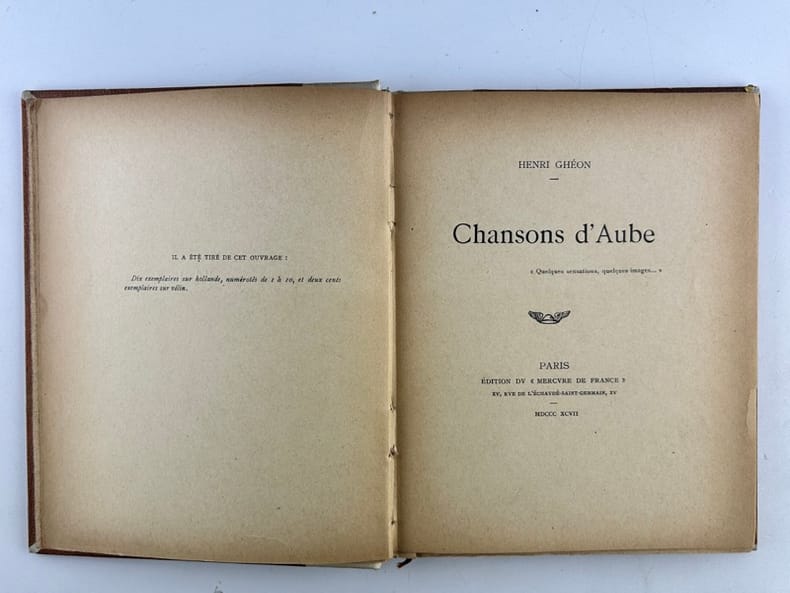 IL A ÉTÉ TIRÉ DE CET OUVRAGE :
Dix exemplaires sur hollande, numérotés de 1 à 10, et deux cents
exemplaires sur vélin.
HENRI GHÉON
Chansons d'Aube
« Quelques sensations, quelques images... »
PARIS
ÉDITION DV « MERCVRE DE FRANCE »
XV, RVE DE L'ÉCHAVDÉ-SAINT-GERMAIN, XV
MDCCC XCVII